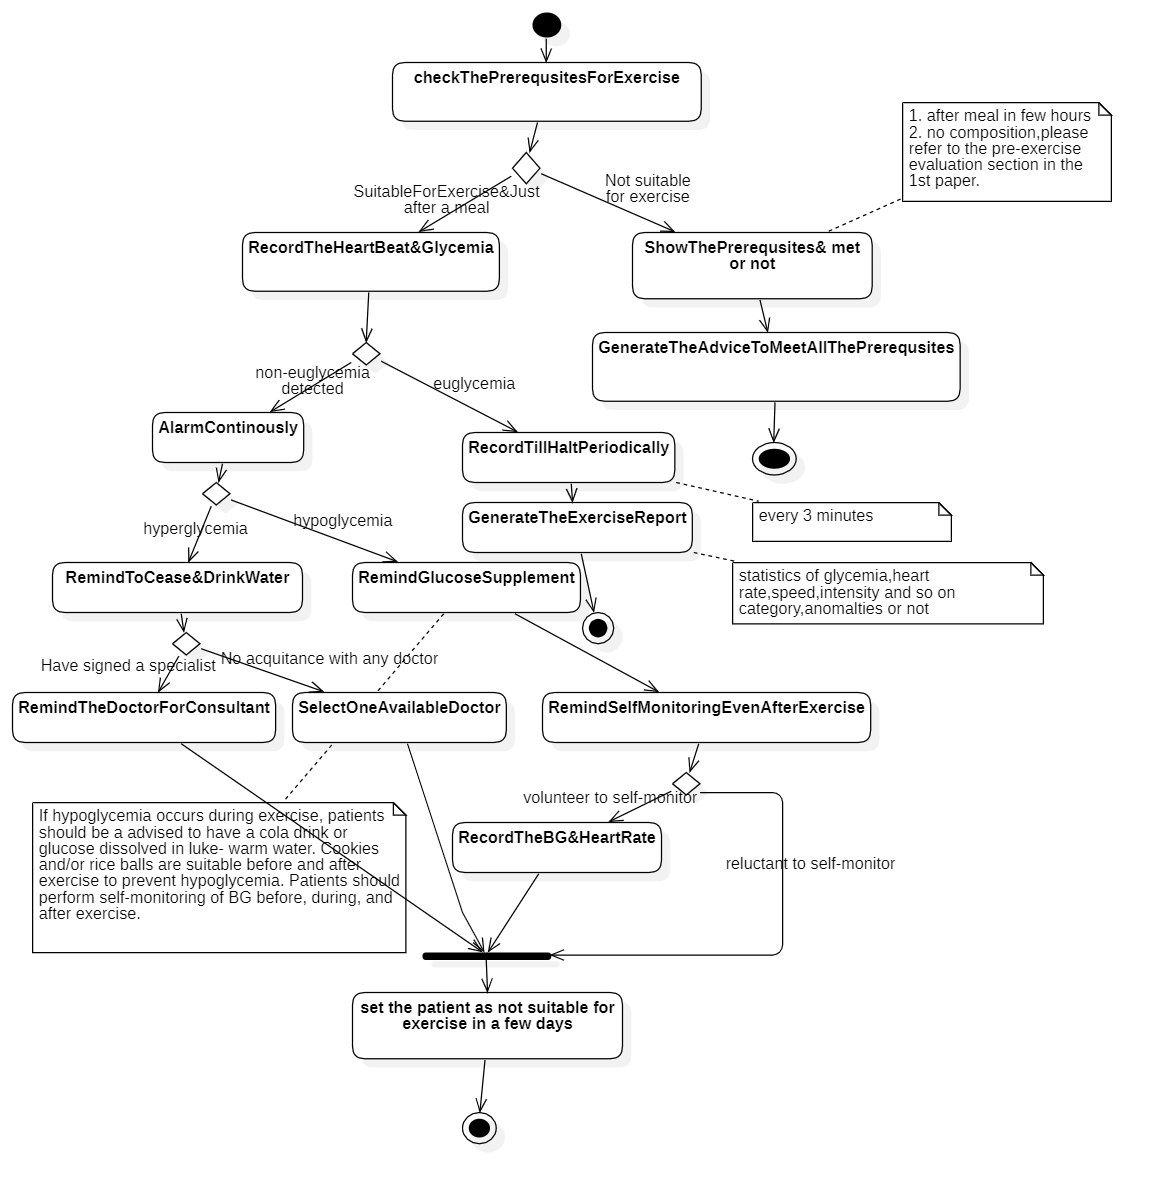 checkThePrerequsitesForExercise
1. after meal in few hours
2. no composition,please
refer to the pre-exercise
evaluation section in the
1st paper.
SuitableForExercise&Just
after a meal
Not suitable
for exercise
RecordTheHeartBeat&Glycemia
ShowThePrerequsites& met
or not
GenerateTheAdviceToMeetAllThePrerequsites
non-euglycemia
detected
euglycemia
AlarmContinously
RecordTillHaltPeriodically
every 3 minutes
GenerateTheExerciseReport
hyperglycemia
hypoglycemia
statistics of glycemia,heart
rate,speed,intensity and so on
category,anomalties or not
RemindToCease&DrinkWater
RemindGlucoseSupplement
Have signed a specialist
No acquitance with any doctor
RemindTheDoctorForConsultant
SelectOneAvailableDoctor
RemindSelfMonitoringEvenAfterExercise
volunteer to self-monitor
If hypoglycemia occurs during exercise, patients
should be a advised to have a cola drink or
glucose dissolved in luke- warm water. Cookies
and/or rice balls are suitable before and after
exercise to prevent hypoglycemia. Patients should
perform self-monitoring of BG before, during, and
after exercise.
RecordTheBG&HeartRate
reluctant to self-monitor
set the patient as not suitable for
exercise in a few days